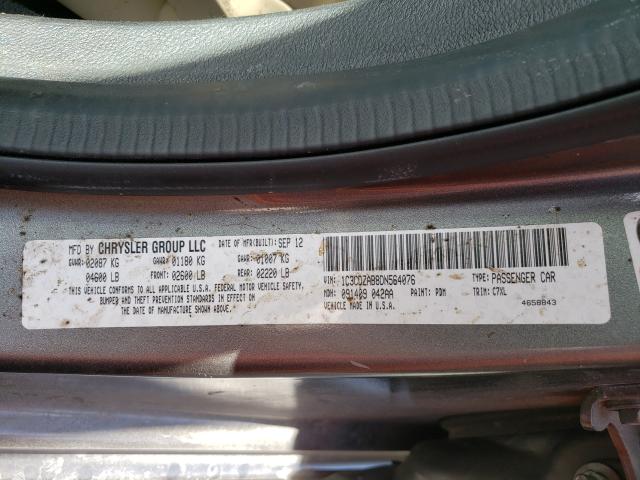 MFD BY CHRYSLER GROUP LLC DATE OF MFR(BUILT): SEP 12
GVWR: 02087 KG GAWR: 01180 KG GAWR: 01007 KG
04600 LB FRONT: 02600 LB REAR: 02220 LB
THIS VEHICLE CONFORMS TO ALL APPLICABLE U.S.A. FEDERAL MOTOR VEHICLE SAFETY,
BUMPER AND THEFT PREVENTION STANDARDS IN EFFECT ON
THE DATE OF MANUFACTURE SHOWN ABOVE.
VIN: 1C3CDZAB8DN564076 TYPE: PASSENGER CAR
MDH: 091409 042AA PAINT: PDM TRIM: C7XL
VEHICLE MADE IN U.S.A. 4658843